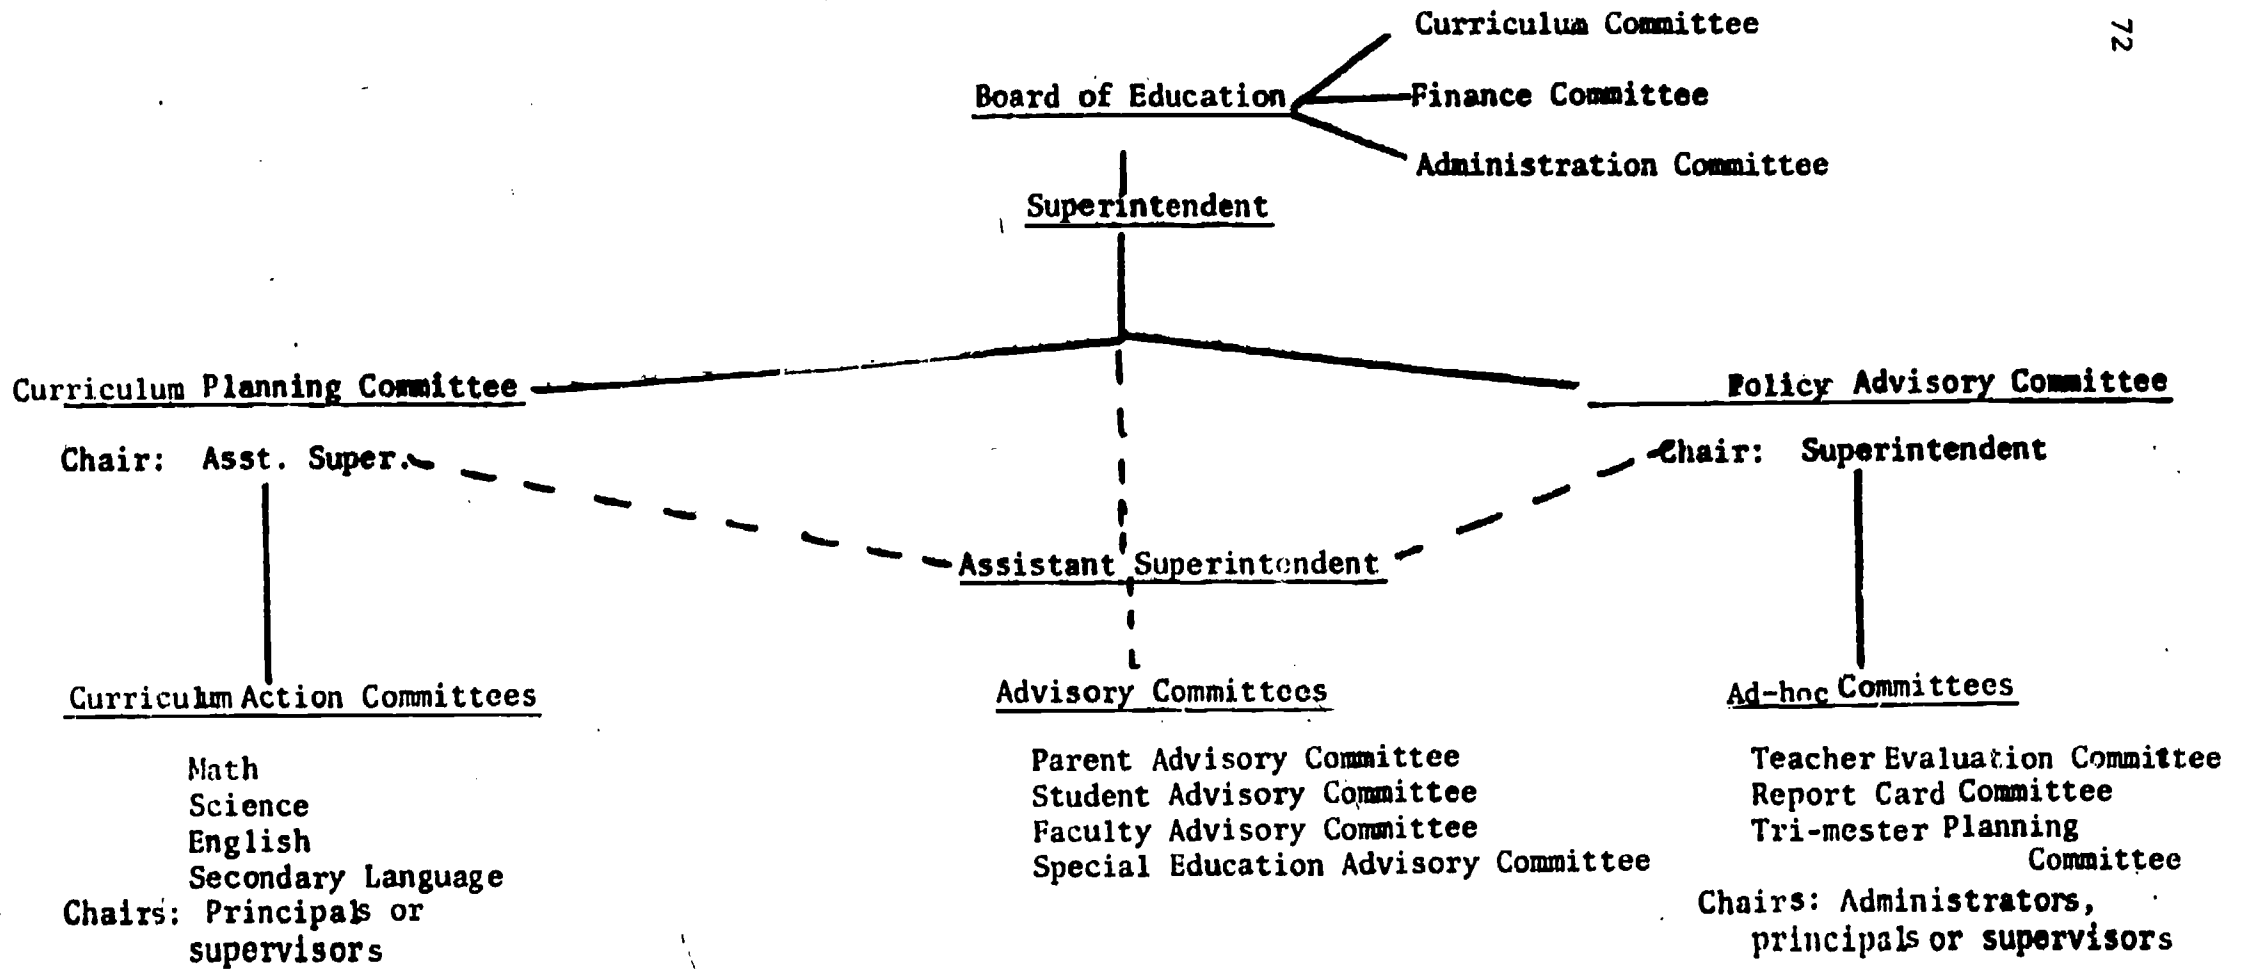 72
Curriculum Committee
Board of Education
Finance Committee
Administration Committee
Superintendent
Curriculum Planning Committee
Policy Advisory Committee
Chair: Asst. Super.
Chair: Superintendent
Assistant Superintendent
Curriculum Action Committees
Math
Science
English
Secondary Language
Chairs: Principals or
supervisors
Advisory Committees
Parent Advisory Committee
Student Advisory Committee
Faculty Advisory Committee
Special Education Advisory Committee
Ad-hoc Committees
Teacher Evaluation Committee
Report Card Committee
Tri-mester Planning
Committee
Chairs: Administrators,
principals or supervisors